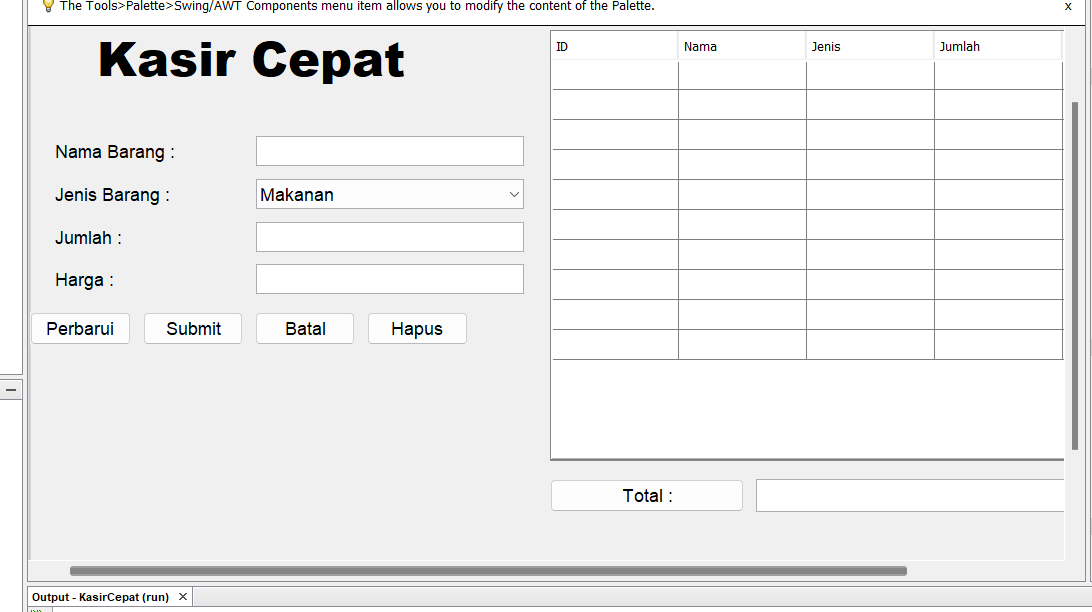 The Tools>Palette>Swing/AWT Components menu item allows you to modify the content of the Palette. x
Kasir Cepat
ID Nama Jenis Jumlah
Nama Barang :
Jenis Barang : Makanan
Jumlah :
Harga :
Perbarui Submit Batal Hapus
Total :
Output - KasirCepat (run) ×